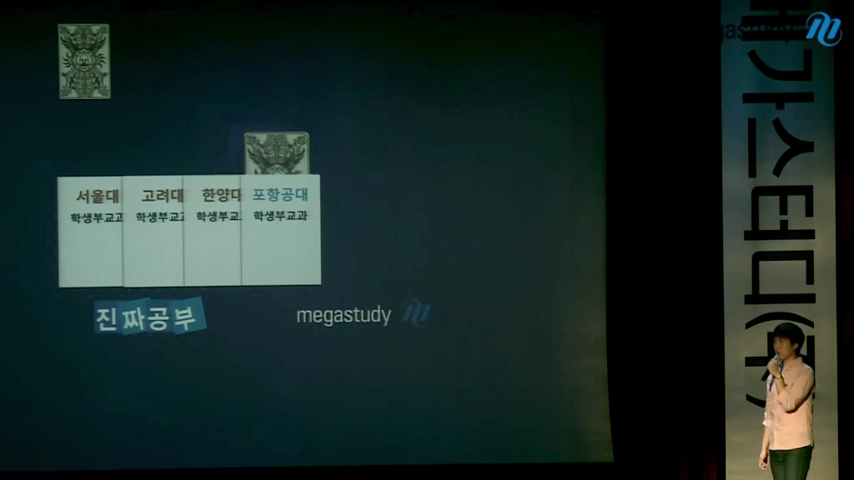 서울대
학생부교과
고려대
학생부교
한양대
학생부교
포항공대
학생부교과
진짜공부
megastudy
메가스터디(주)